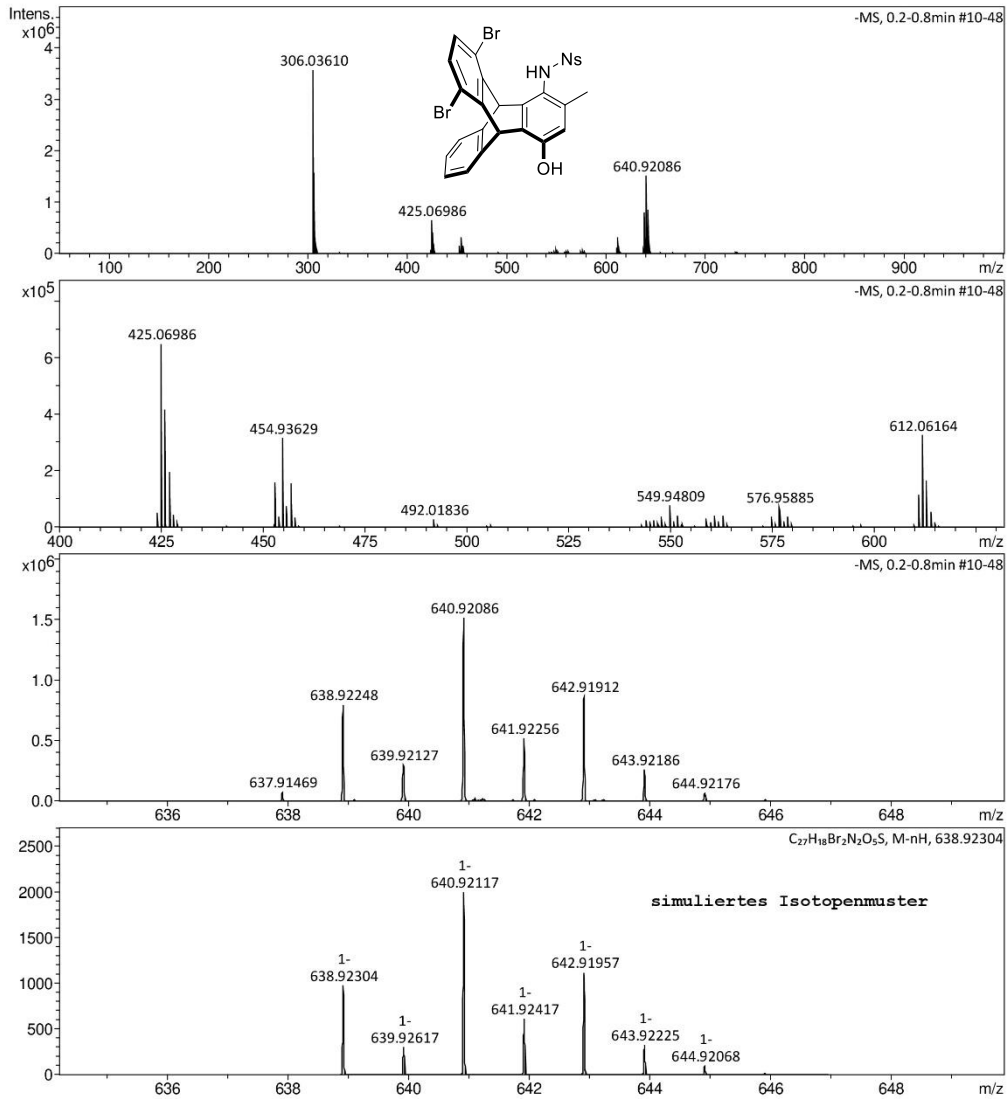 Intens.
x10⁶
-MS, 0.2-0.8min #10-48
4
3
2
1
0
306.03610
425.06986
640.92086
Br
Br
HN
Ns
OH
100 200 300 400 500 600 700 800 900 m/z
x10⁵
-MS, 0.2-0.8min #10-48
6
4
2
0
425.06986
454.93629
492.01836
549.94809
576.95885
612.06164
400 425 450 475 500 525 550 575 600 m/z
x10⁶
-MS, 0.2-0.8min #10-48
1.5
1.0
0.5
0.0
637.91469
638.92248
639.92127
640.92086
641.92256
642.91912
643.92186
644.92176
636 638 640 642 644 646 648 m/z
C₂₇H₁₈Br₂N₂O₅S, M-nH, 638.92304
simuliertes Isotopenmuster
2500
2000
1500
1000
500
0
1-
638.92304
1-
639.92617
1-
640.92117
1-
641.92417
1-
642.91957
1-
643.92225
1-
644.92068
636 638 640 642 644 646 648 m/z